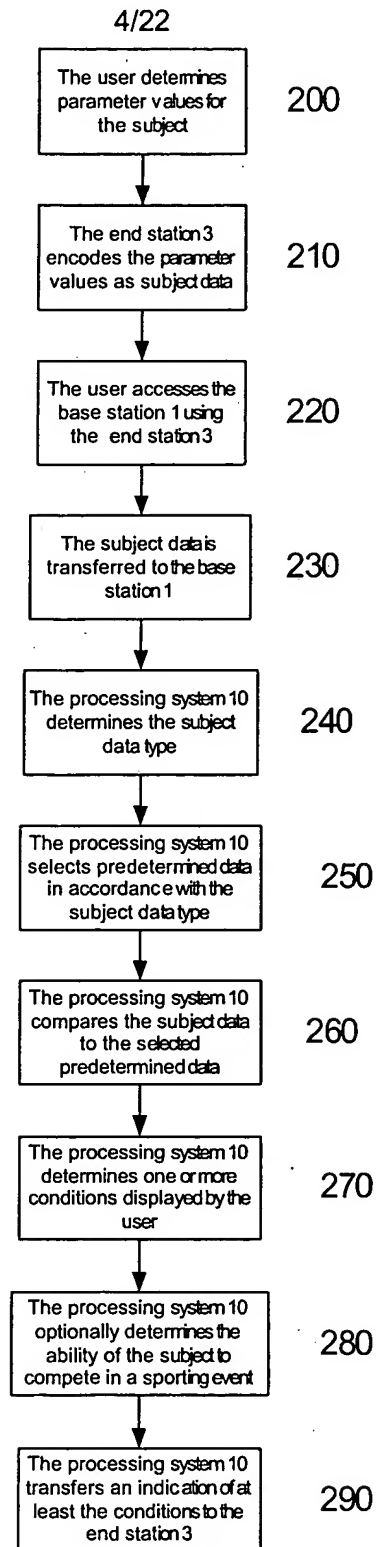 4/22
The user determines
parameter values for
the subject
200
The end station 3
encodes the parameter
values as subject data
210
The user accesses the
base station 1 using
the end station 3
220
The subject data is
transferred to the base
station 1
230
The processing system 10
determines the subject
data type
240
The processing system 10
selects predetermined data
in accordance with the
subject data type
250
The processing system 10
compares the subject data
to the selected
predetermined data
260
The processing system 10
determines one or more
conditions displayed by the
user
270
The processing system 10
optionally determines the
ability of the subject to
compete in a sporting event
280
The processing system 10
transfers an indication of at
least the conditions to the
end station 3
290